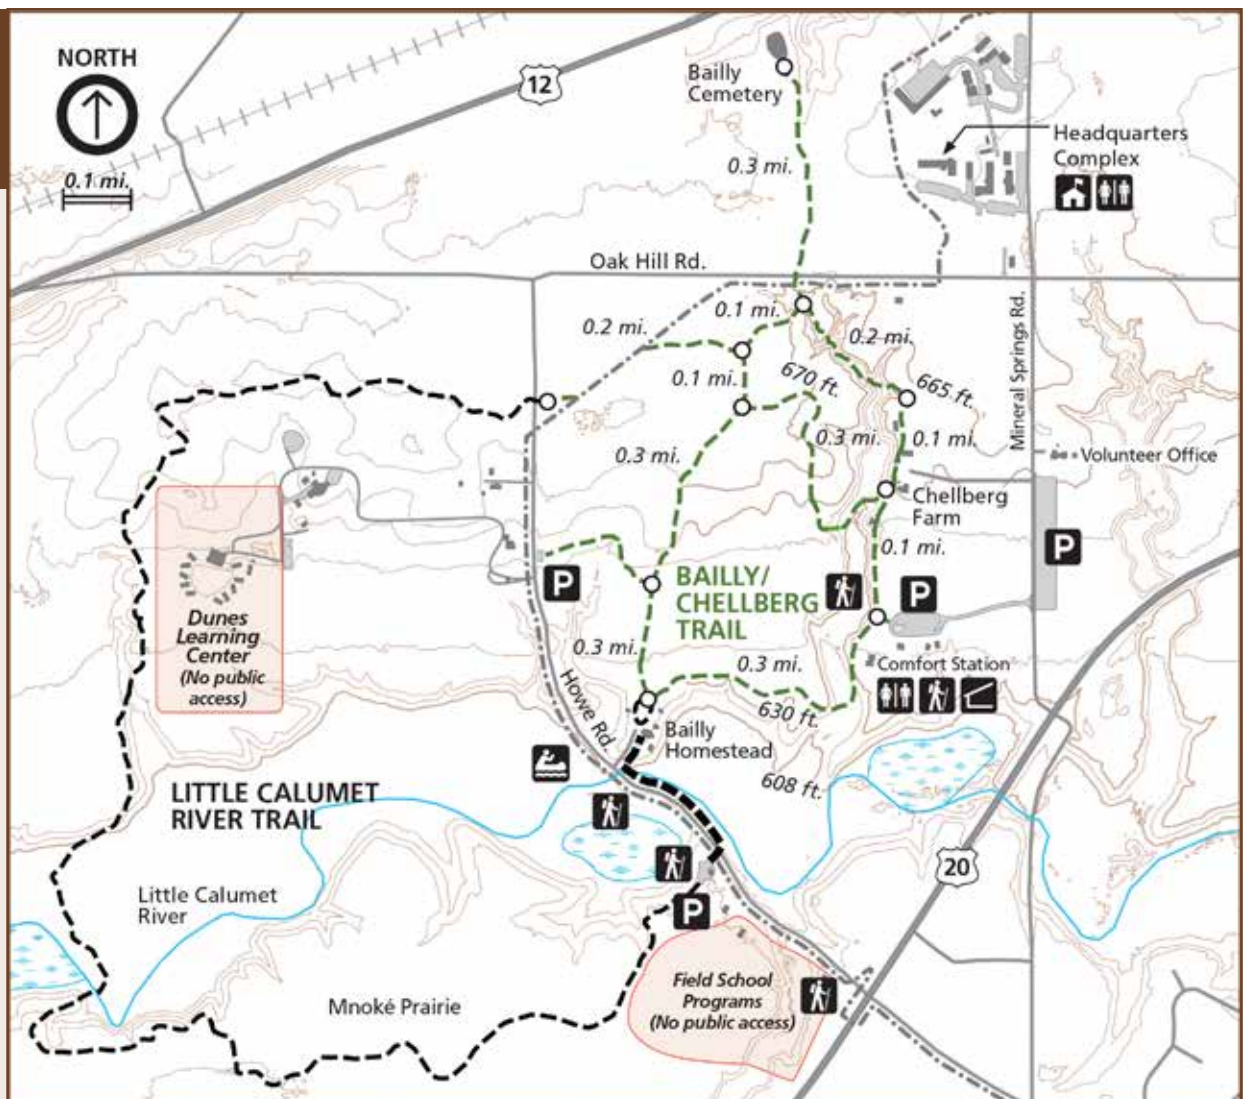 NORTH
0.1 mi.
12
Bailly
Cemetery
0.3 mi.
Headquarters
Complex
Oak Hill Rd.
Mineral Springs Rd.
0.2 mi.
0.1 mi.
0.2 mi.
0.1 mi.
670 ft.
665 ft.
0.3 mi.
0.3 mi.
0.1 mi.
Volunteer Office
Chellberg
Farm
0.1 mi.
P
P
P
BAILLY/
CHELLBERG
TRAIL
Dunes
Learning
Center
(No public
access)
0.3 mi.
0.3 mi.
Comfort Station
630 ft.
Howe Rd.
Bailly
Homestead
608 ft.
LITTLE CALUMET
RIVER TRAIL
20
Little Calumet
River
P
Mnoké Prairie
Field School
Programs
(No public access)